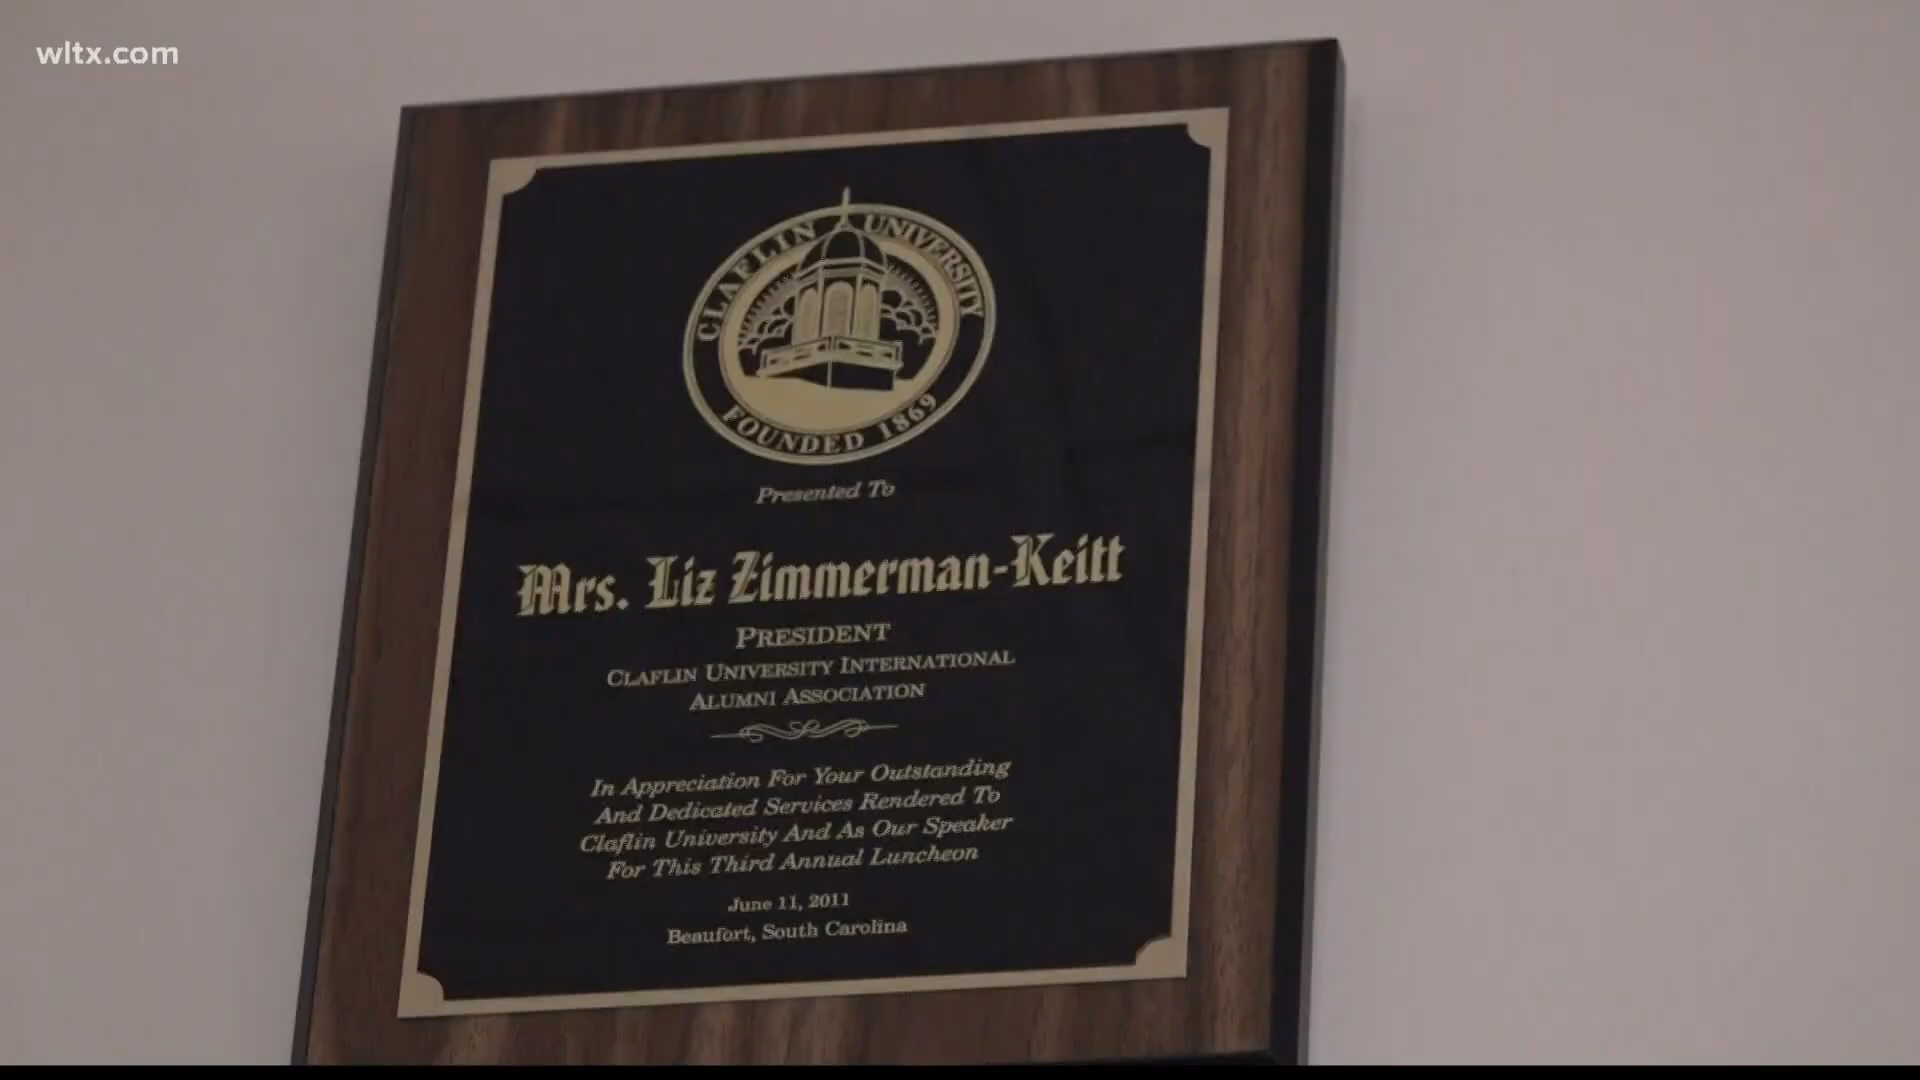 wltx.com
CLAFLIN UNIVERSITY
FOUNDED 1869
Presented To
Mrs. Liz Zimmerman-Keitt
PRESIDENT
CLAFLIN UNIVERSITY INTERNATIONAL
ALUMNI ASSOCIATION
In Appreciation For Your Outstanding
And Dedicated Services Rendered To
Claflin University And As Our Speaker
For This Third Annual Luncheon
June 11, 2011
Beaufort, South Carolina